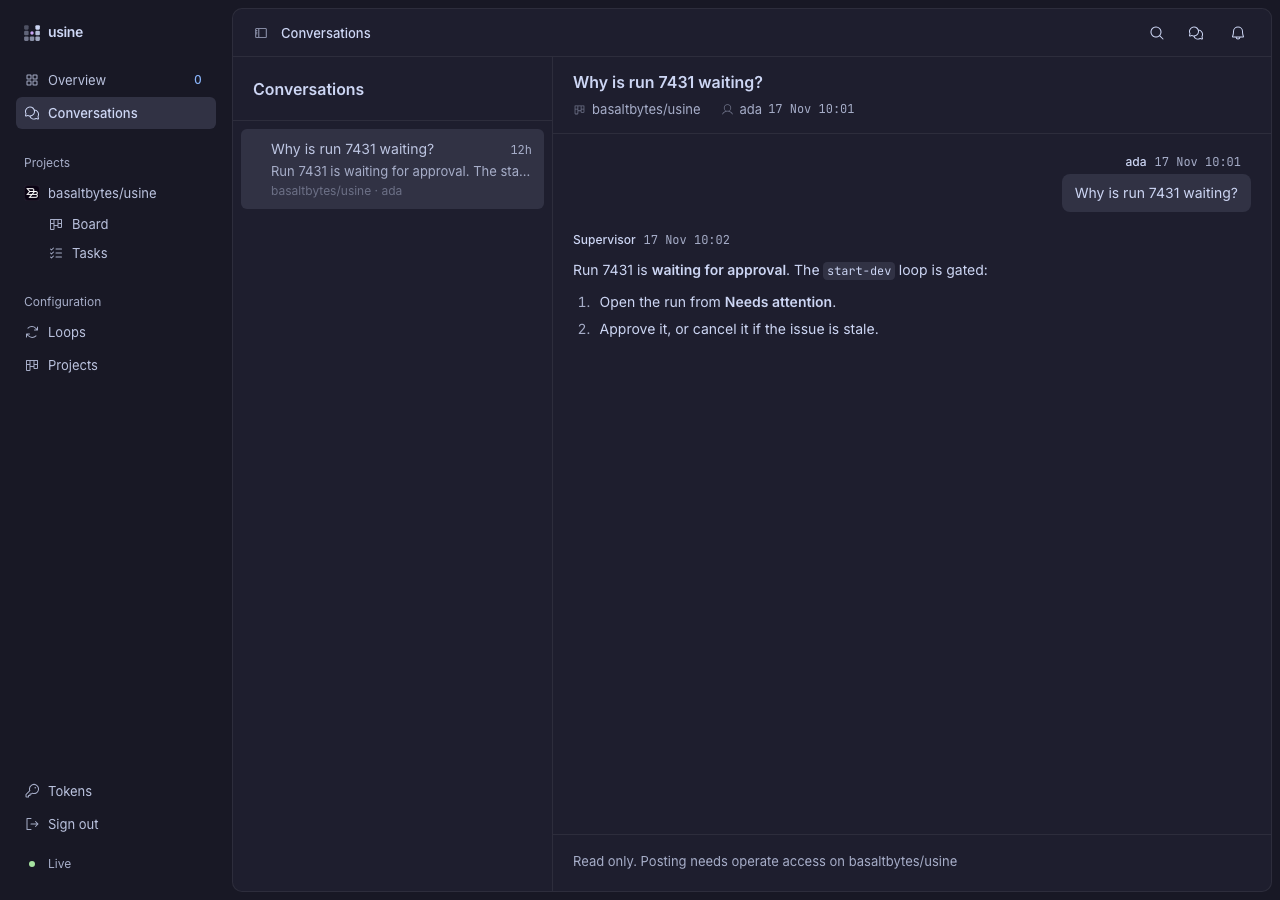 usine
Overview 0
Conversations
Projects
basaltbytes/usine
Board
Tasks
Configuration
Loops
Projects
Tokens
Sign out
Live
Conversations
Conversations
Why is run 7431 waiting? 12h
Run 7431 is waiting for approval. The sta...
basaltbytes/usine · ada
Why is run 7431 waiting?
basaltbytes/usine ada 17 Nov 10:01
ada 17 Nov 10:01
Why is run 7431 waiting?
Supervisor 17 Nov 10:02
Run 7431 is waiting for approval. The start-dev loop is gated:
1. Open the run from Needs attention.
2. Approve it, or cancel it if the issue is stale.
Read only. Posting needs operate access on basaltbytes/usine